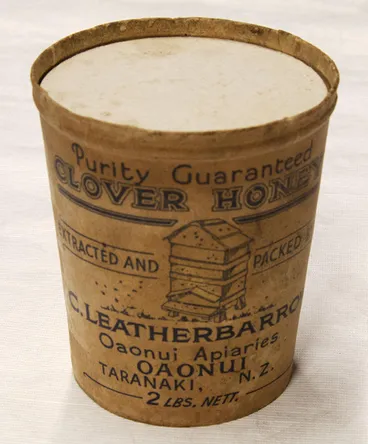 Purity Guaranteed
CLOVER HONEY
EXTRACTED AND PACKED
C. LEATHERBARRO
Oaonui Apiaries
OAONUI
TARANAKI, N. Z.
2 LBS. NETT.